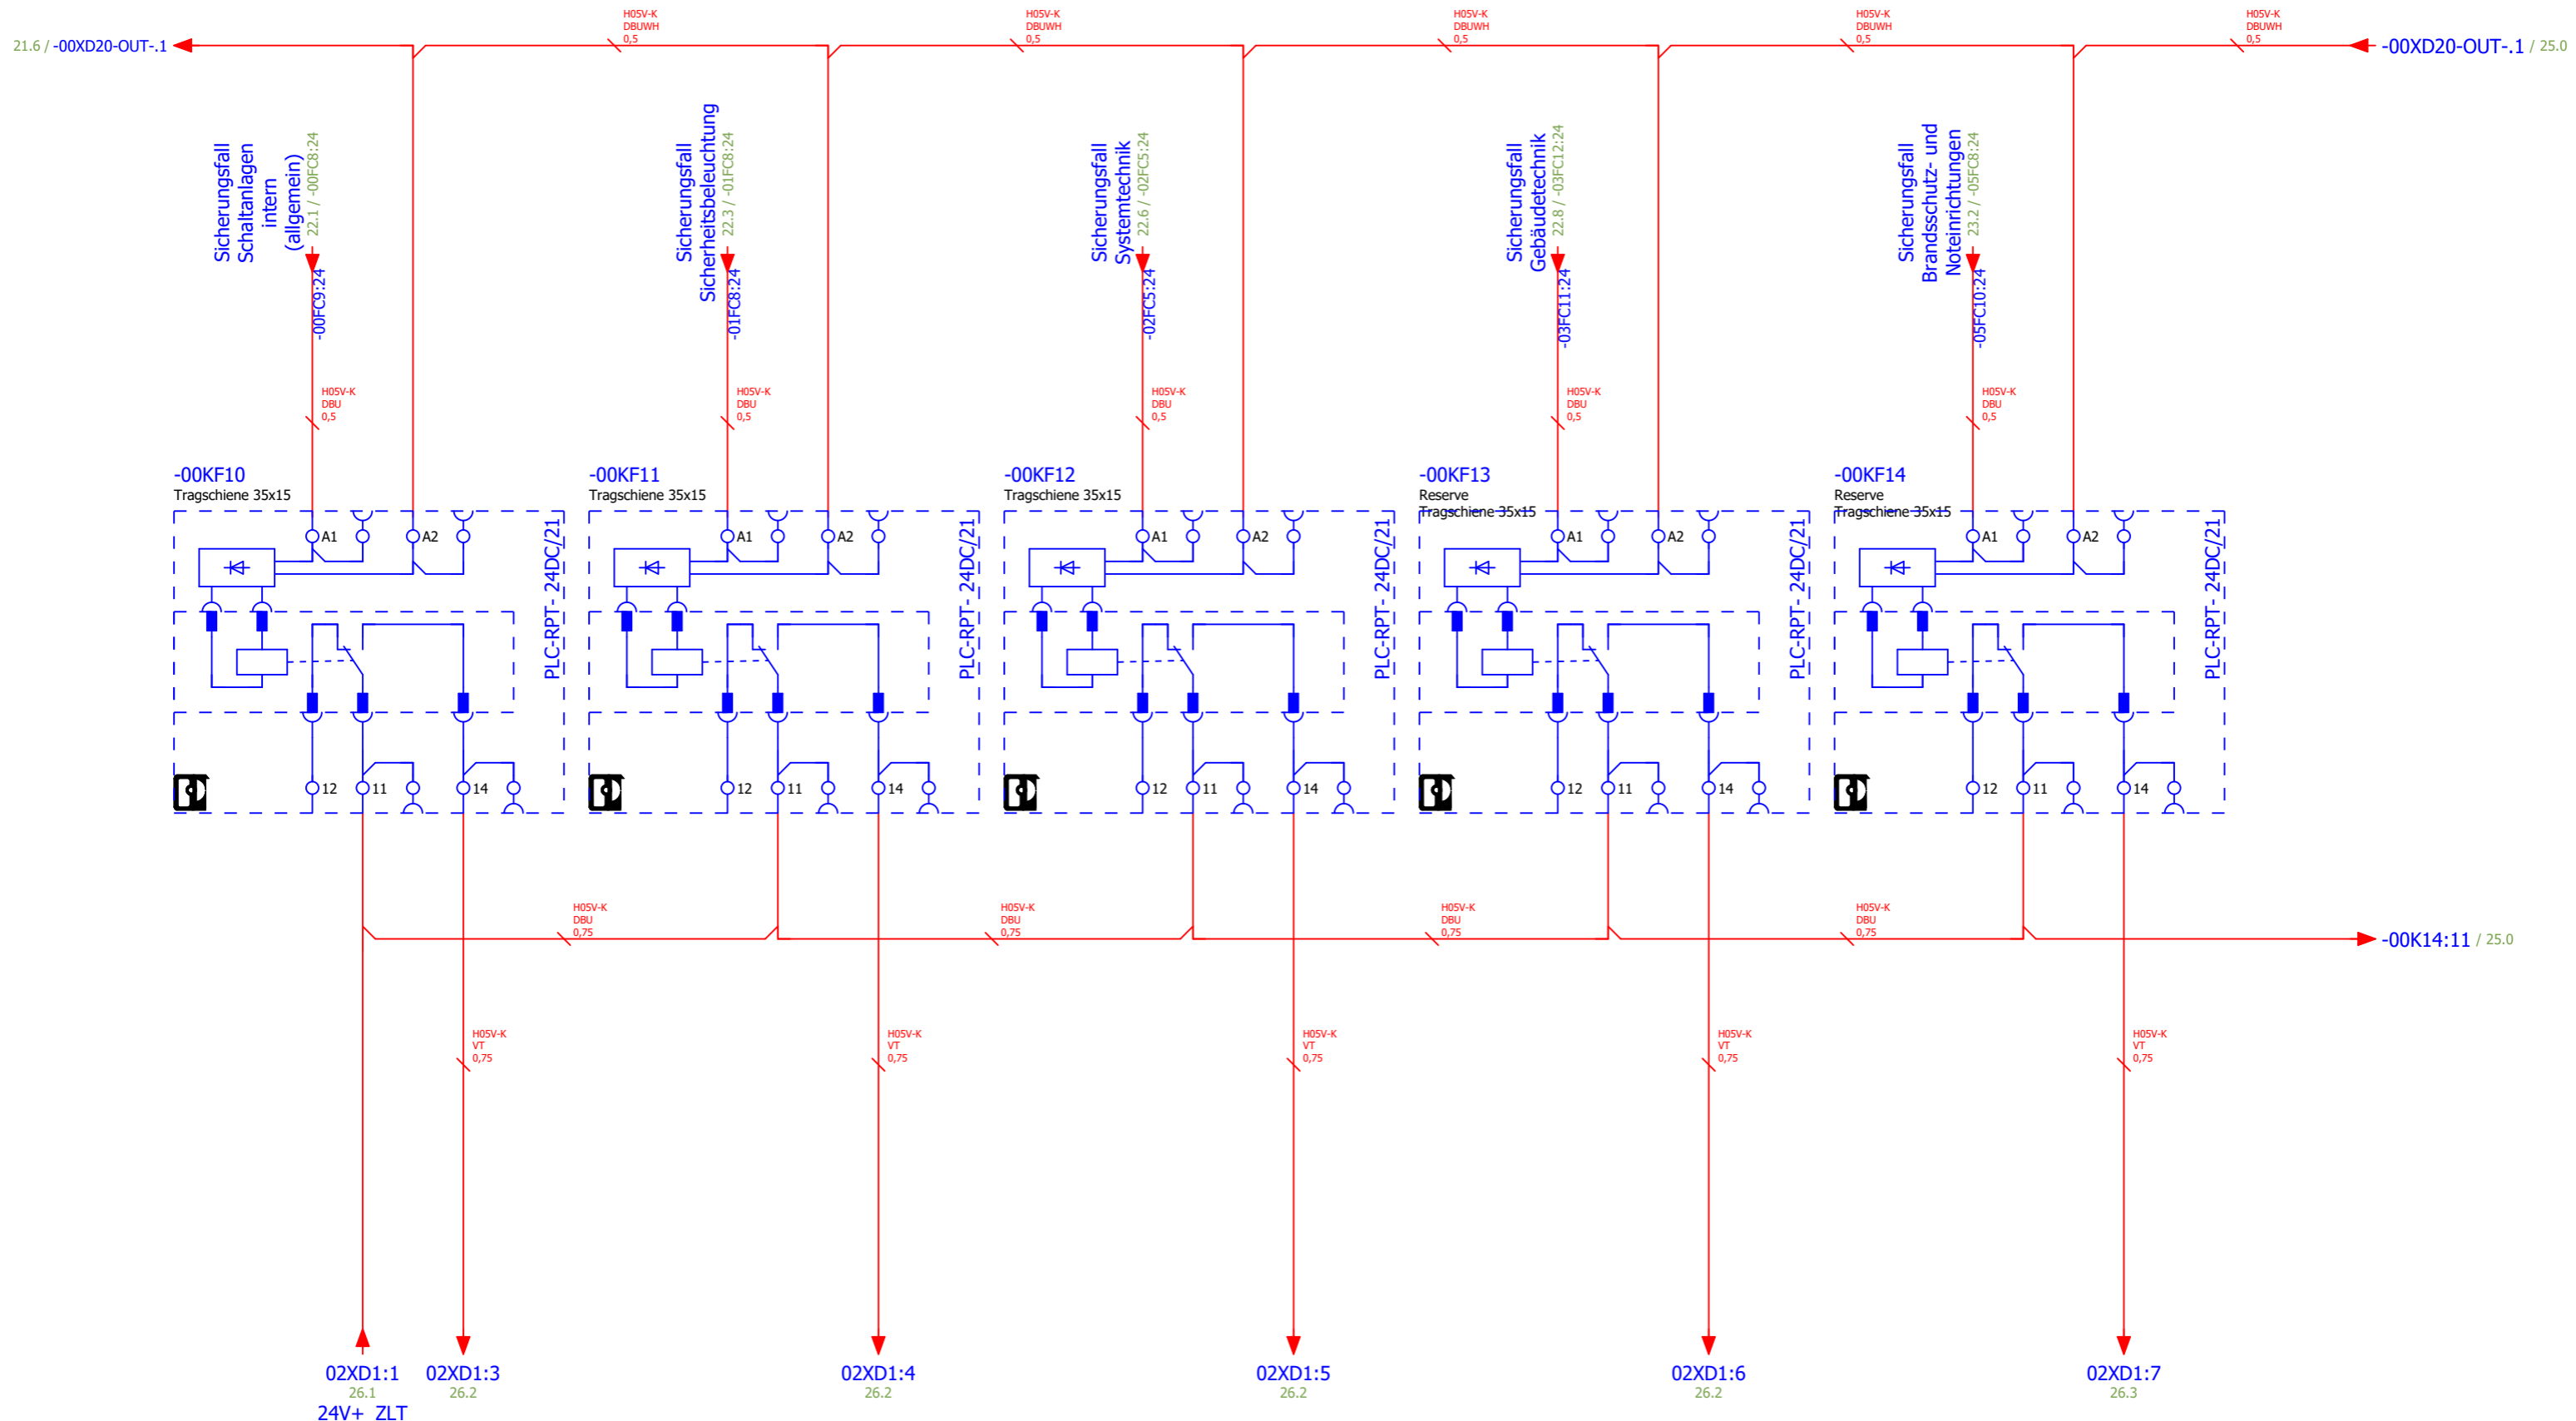 H05V-K
DBUWH
0,5
H05V-K
DBUWH
0,5
H05V-K
DBUWH
0,5
H05V-K
DBUWH
0,5
H05V-K
DBUWH
0,5
21.6 / -00XD20-OUT-.1
-00XD20-OUT-.1 / 25.0
Sicherungsfall
Schaltanlagen
intern
(allgemein)
22.1 / -00FC8:24
-00FC9:24
Sicherungsfall
Sicherheitsbeleuchtung
22.3 / -01FC8:24
-01FC8:24
Sicherungsfall
Systemtechnik
22.6 / -02FC5:24
-02FC5:24
Sicherungsfall
Gebäudetechnik
22.8 / -03FC12:24
-03FC11:24
Sicherungsfall
Brandsschutz- und
Noteinrichtungen
23.2 / -05FC8:24
-05FC10:24
H05V-K
DBU
0,5
H05V-K
DBU
0,5
H05V-K
DBU
0,5
H05V-K
DBU
0,5
H05V-K
DBU
0,5
-00KF10
Tragschiene 35x15
A1
A2
PLC-RPT- 24DC/21
12
11
14
-00KF11
Tragschiene 35x15
A1
A2
PLC-RPT- 24DC/21
12
11
14
-00KF12
Tragschiene 35x15
A1
A2
PLC-RPT- 24DC/21
12
11
14
-00KF13
Reserve
Tragschiene 35x15
A1
A2
PLC-RPT- 24DC/21
12
11
14
-00KF14
Reserve
Tragschiene 35x15
A1
A2
PLC-RPT- 24DC/21
12
11
14
H05V-K
DBU
0,75
H05V-K
DBU
0,75
H05V-K
DBU
0,75
H05V-K
DBU
0,75
-00K14:11 / 25.0
H05V-K
VT
0,75
H05V-K
VT
0,75
H05V-K
VT
0,75
H05V-K
VT
0,75
H05V-K
VT
0,75
02XD1:1
26.1
24V+ ZLT
02XD1:3
26.2
02XD1:4
26.2
02XD1:5
26.2
02XD1:6
26.2
02XD1:7
26.3